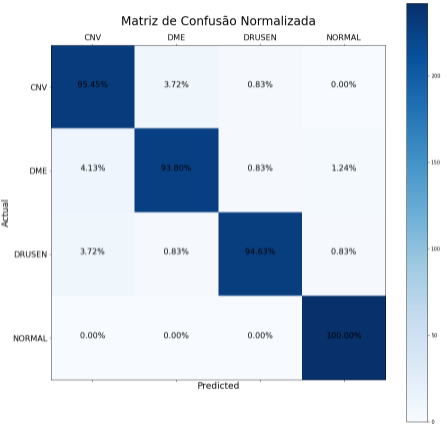 Matriz de Confusão Normalizada
CNV DME DRUSEN NORMAL
CNV 95.45% 3.72% 0.83% 0.00%
DME 4.13% 93.80% 0.83% 1.24%
DRUSEN 3.72% 0.83% 94.63% 0.83%
NORMAL 0.00% 0.00% 0.00% 100.00%
Actual
Predicted
200
150
100
50
0